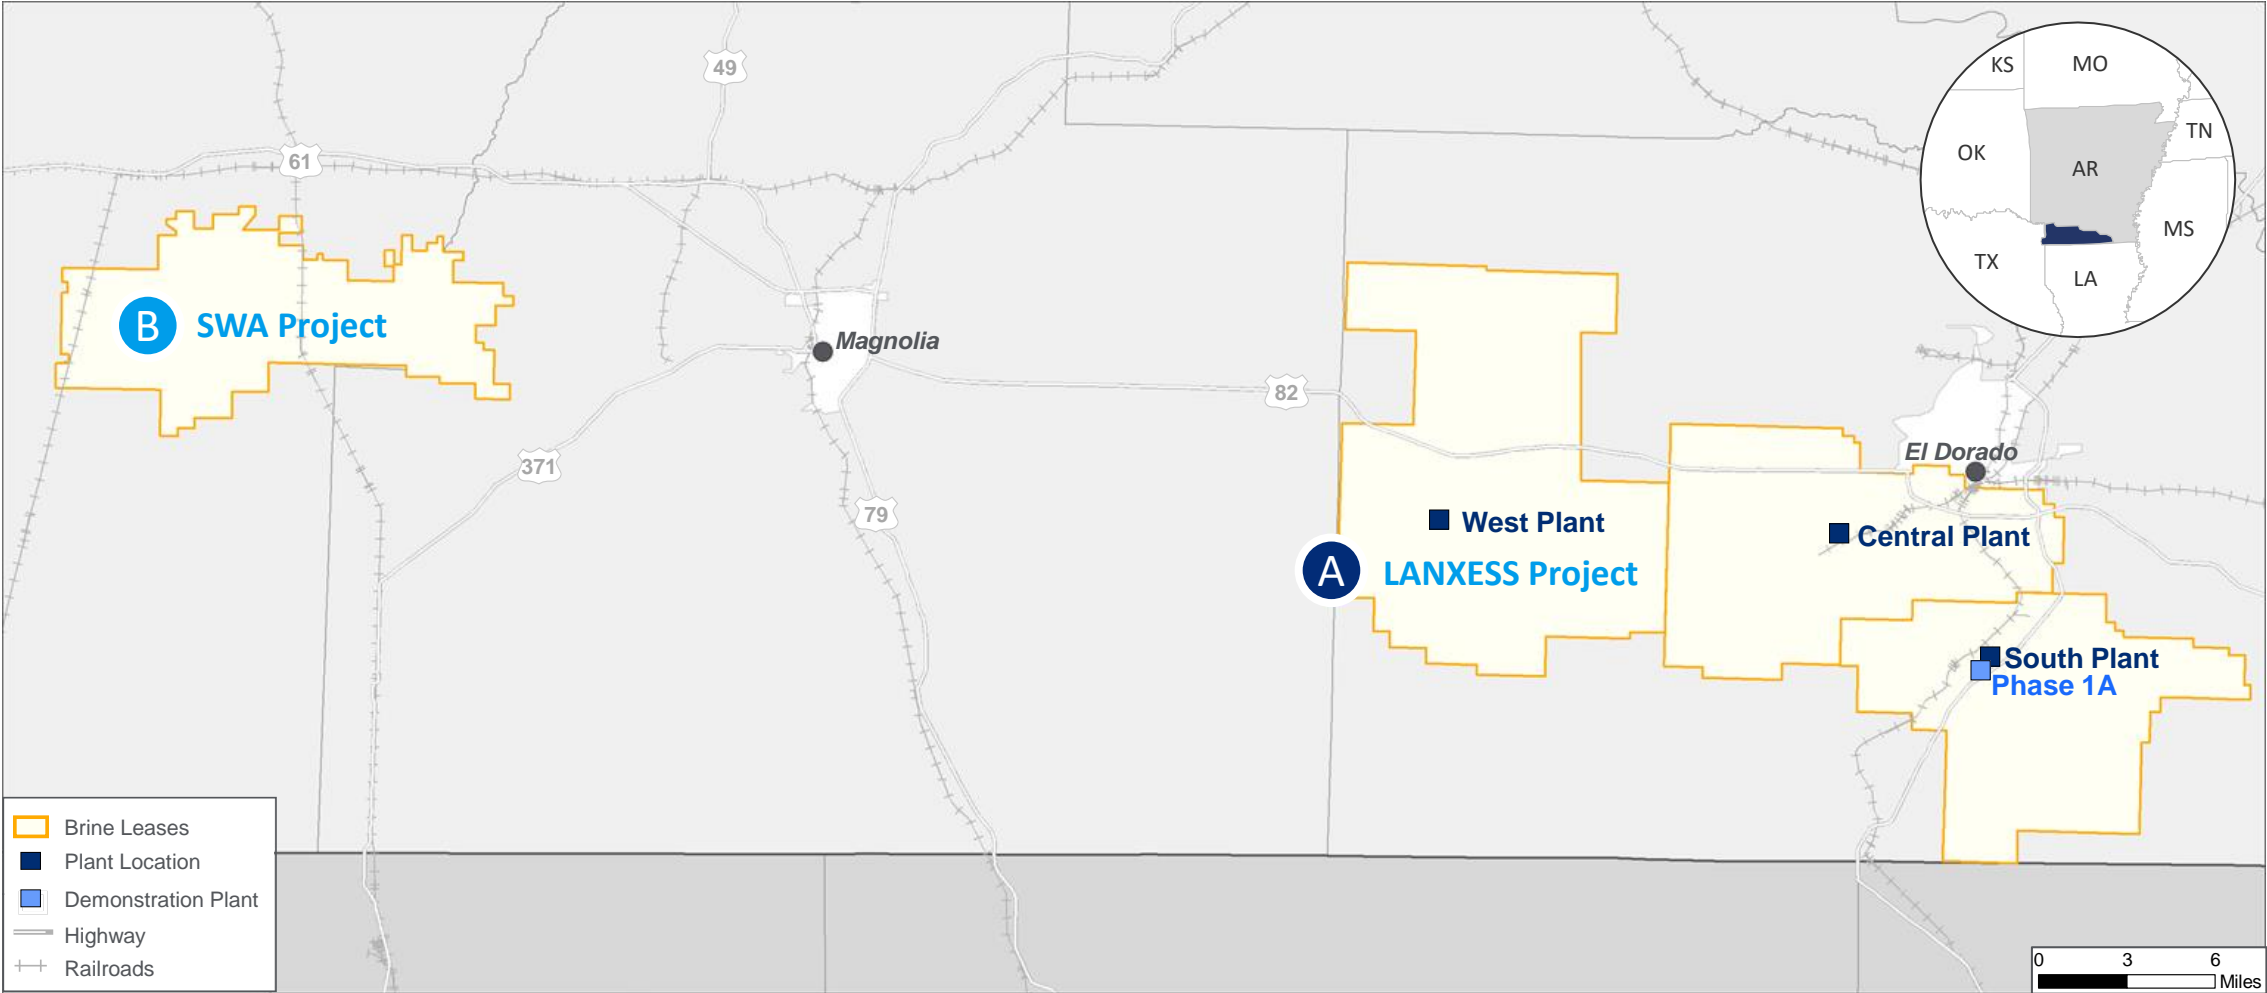 49
KS
MO
61
OK
AR
TN
TX
LA
MS
B
SWA Project
Magnolia
82
371
79
El Dorado
West Plant
Central Plant
A
LANXESS Project
South Plant
Phase 1A
Brine Leases
Plant Location
Demonstration Plant
Highway
Railroads
0 3 6
Miles